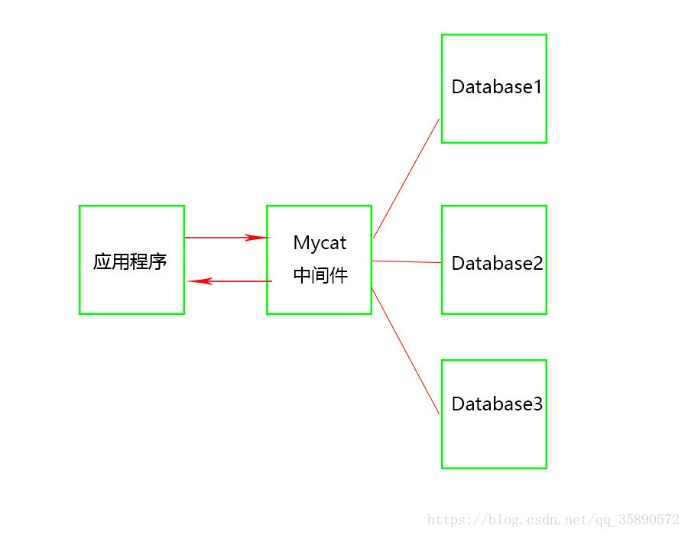 Database1
应用程序
Mycat
中间件
Database2
Database3
https://blog.csdn.net/qq_35890572